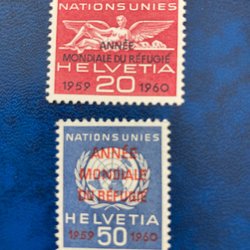 NATIONS UNIES
ANNÉE
MONDIALE DU RÉFUGIÉ
HELVETIA
1959 20 1960
NATIONS UNIES
ANNÉE
MONDIALE
DU RÉFUGIÉ
HELVETIA
1959 50 1960